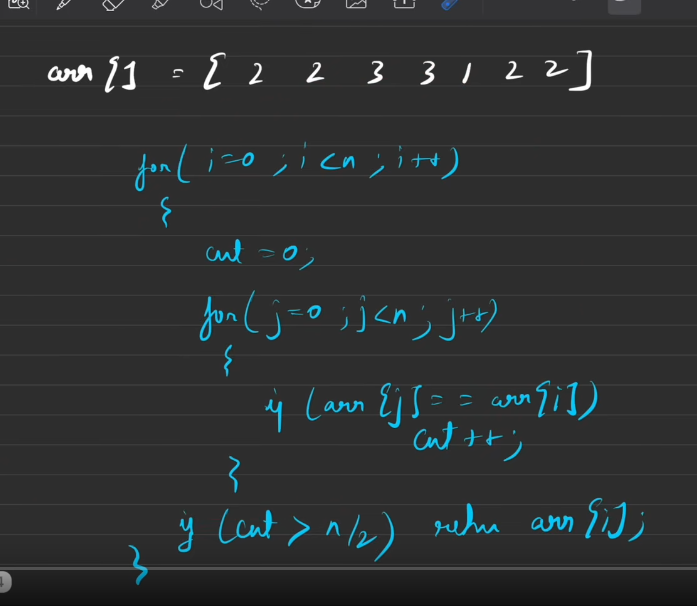 arr[] = [ 2 2 3 3 1 2 2 ]
for( i=0 ; i<n ; i++)
{
cnt = 0;
for( j=0 ; j<n ; j++)
{
if (arr[j] == arr[i])
cnt ++;
}
if (cnt > n/2) return arr[i];
}